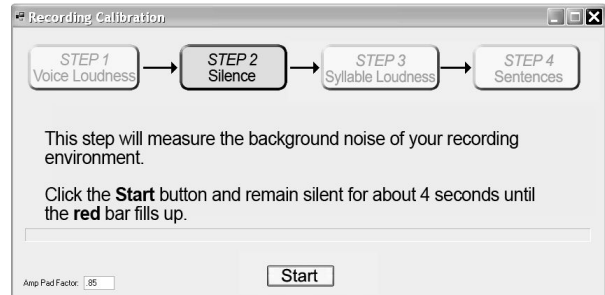 Recording Calibration
STEP 1
Voice Loudness
STEP 2
Silence
STEP 3
Syllable Loudness
STEP 4
Sentences
This step will measure the background noise of your recording
environment.
Click the Start button and remain silent for about 4 seconds until
the red bar fills up.
Start
Amp Pad Factor: .85